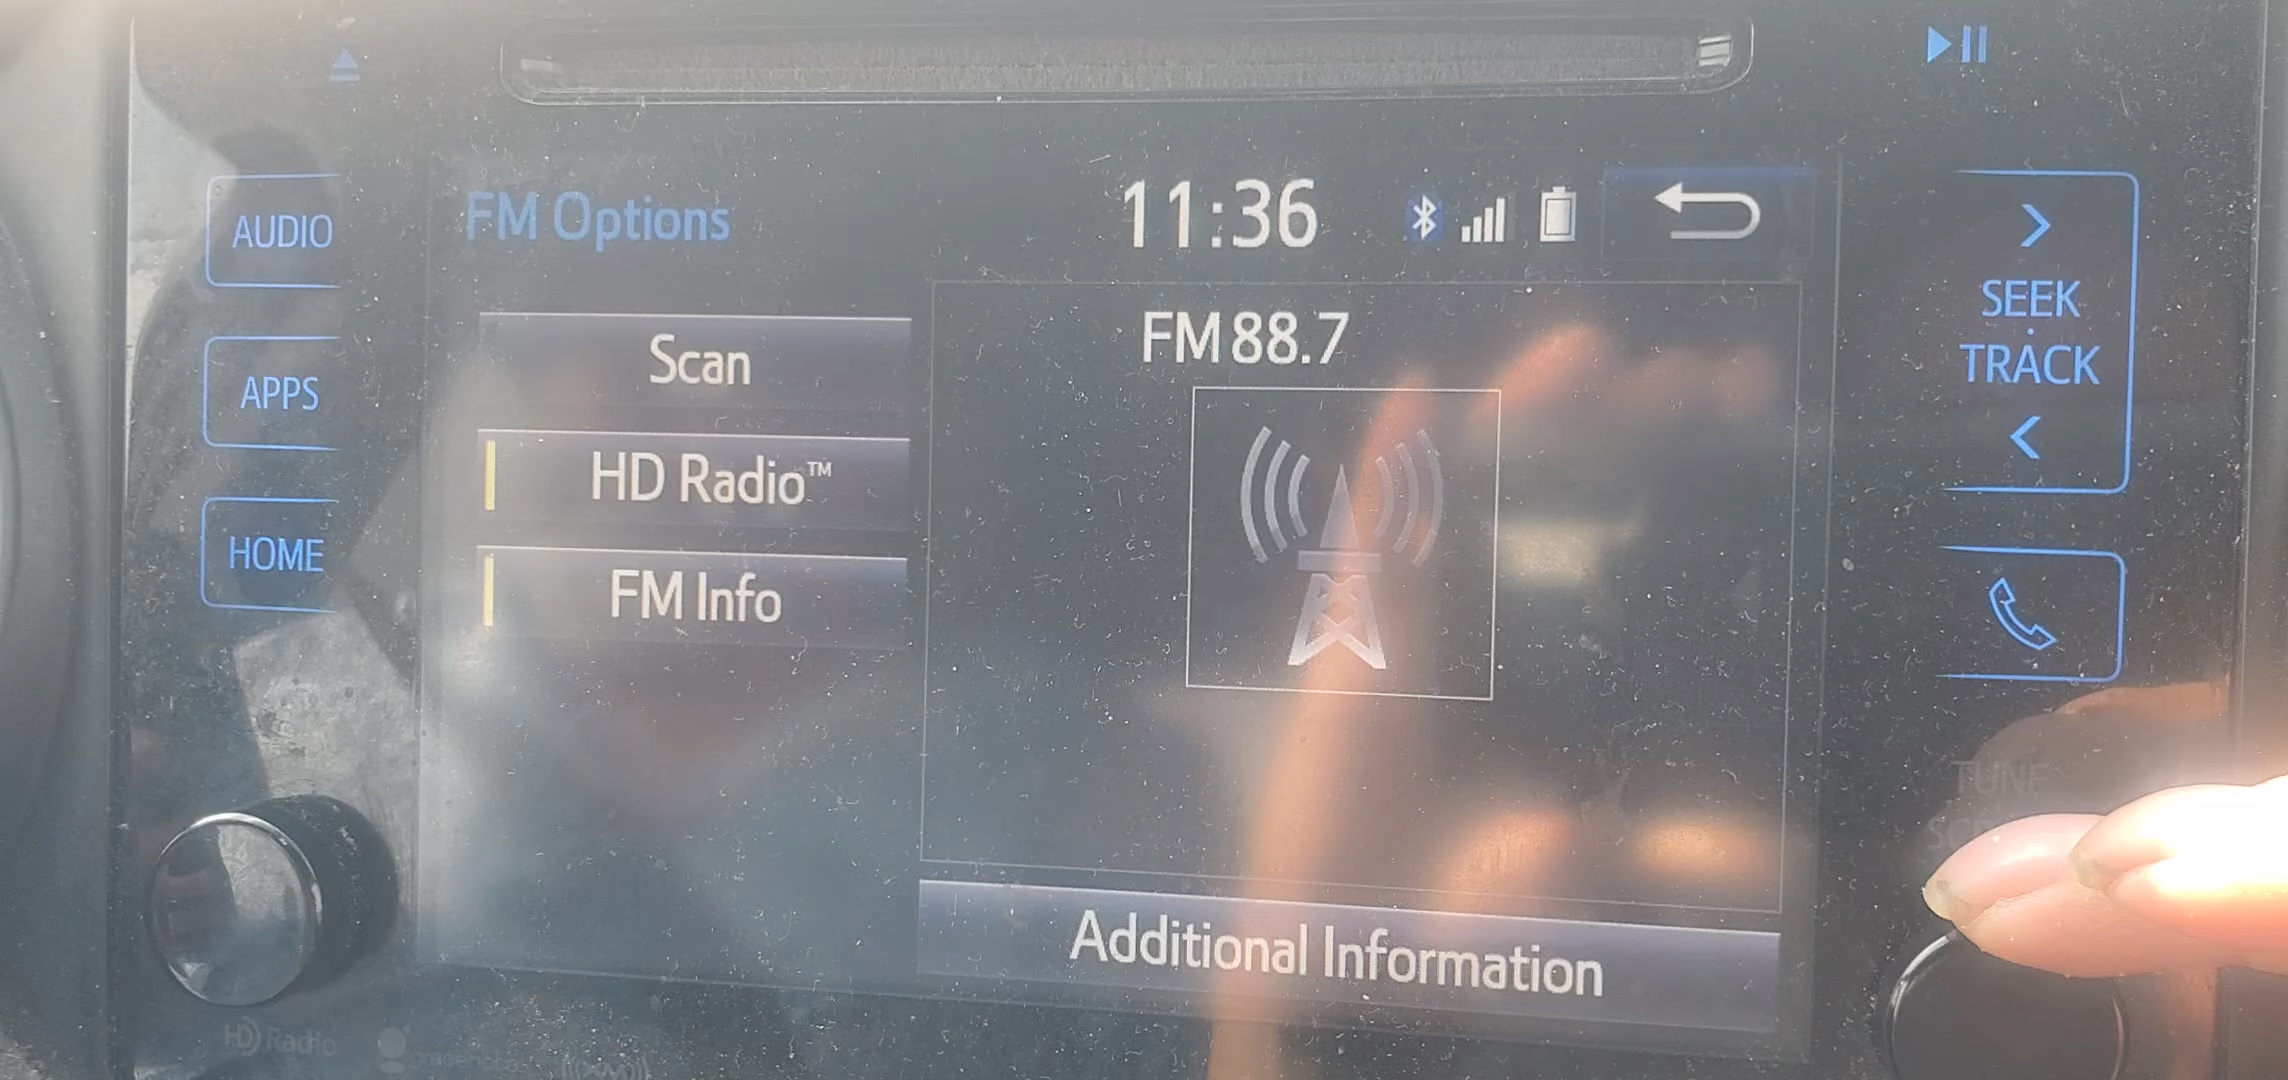 AUDIO
APPS
HOME
FM Options
11:36
Scan
HD Radio™
FM Info
FM 88.7
Additional Information
SEEK
TRACK
TUNE
HD Radio